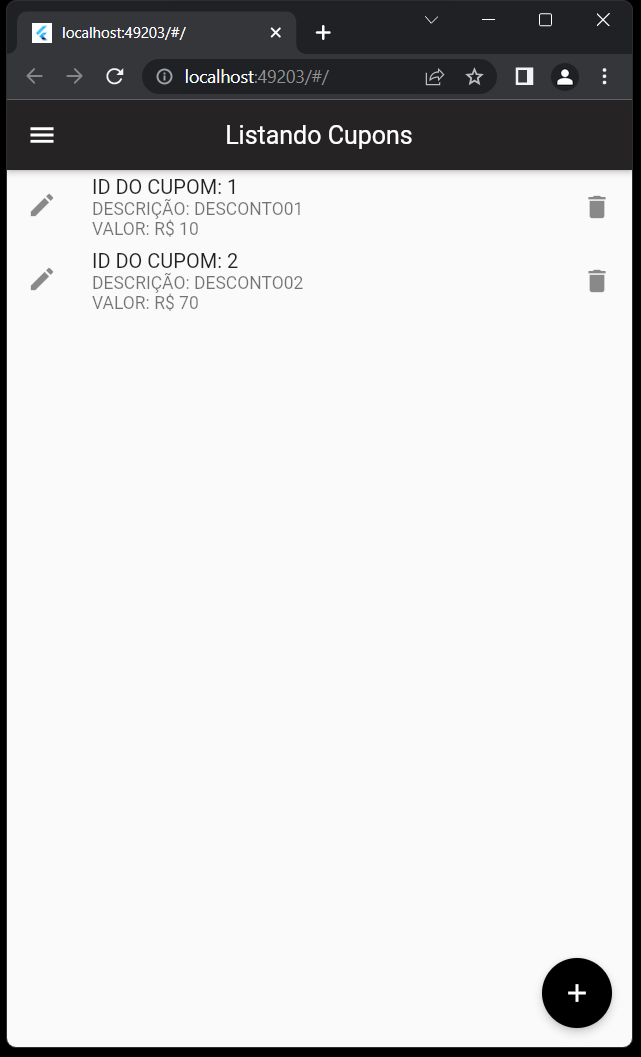 localhost:49203/#/
localhost:49203/#/
Listando Cupons
ID DO CUPOM: 1
DESCRIÇÃO: DESCONTO01
VALOR: R$ 10
ID DO CUPOM: 2
DESCRIÇÃO: DESCONTO02
VALOR: R$ 70